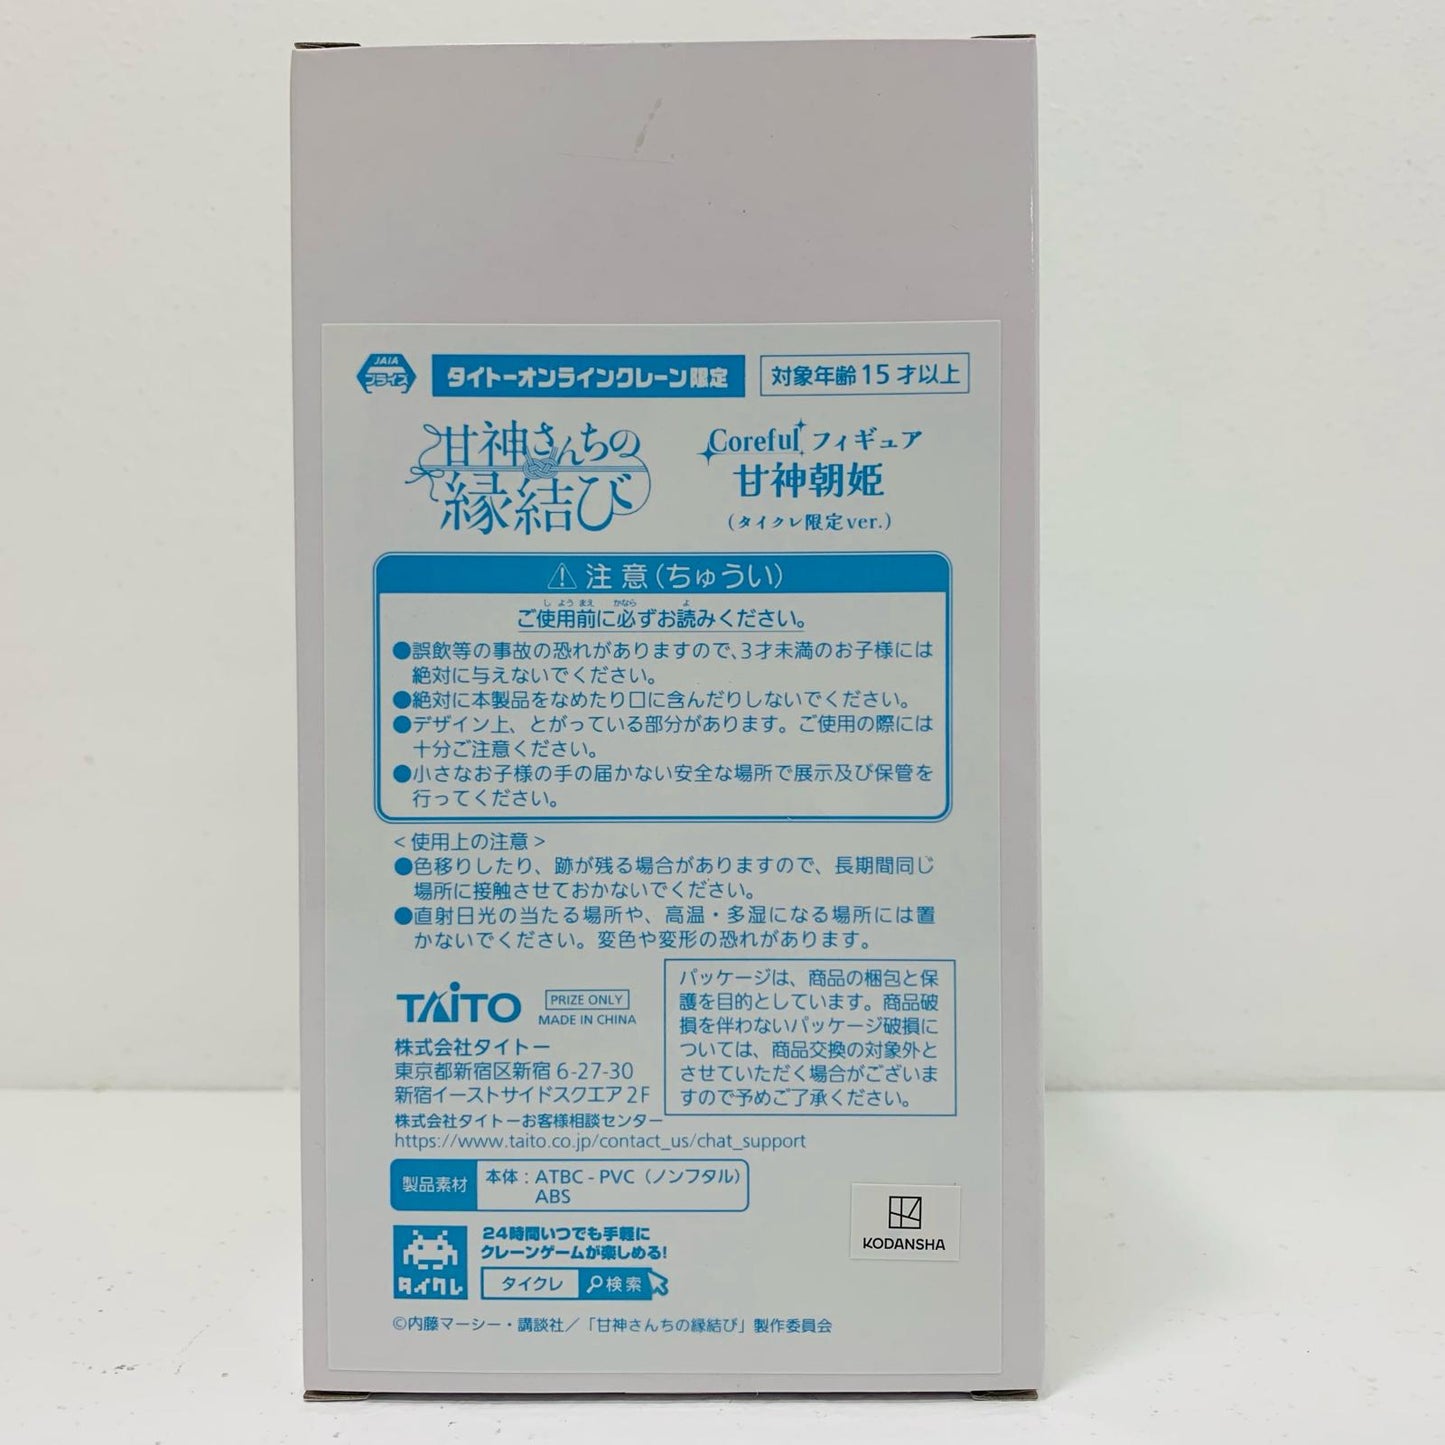 JAIA
プライズ
タイトーオンラインクレーン限定
対象年齢15才以上
甘神さんちの
縁結び
Coreful フィギュア
甘神朝姫
(タイクレ限定ver.)
⚠注意(ちゅうい)
し よう まえ かなら よ
ご使用前に必ずお読みください。
●誤飲等の事故の恐れがありますので、3才未満のお子様には
絶対に与えないでください。
●絶対に本製品をなめたり口に含んだりしないでください。
●デザイン上、とがっている部分があります。ご使用の際には
十分ご注意ください。
●小さなお子様の手の届かない安全な場所で展示及び保管を
行ってください。
<使用上の注意>
●色移りしたり、跡が残る場合がありますので、長期間同じ
場所に接触させておかないでください。
●直射日光の当たる場所や、高温・多湿になる場所には置
かないでください。変色や変形の恐れがあります。
TAITO
PRIZE ONLY
MADE IN CHINA
株式会社タイトー
東京都新宿区新宿 6-27-30
新宿イーストサイドスクエア 2F
株式会社タイトーお客様相談センター
https://www.taito.co.jp/contact_us/chat_support
パッケージは、商品の梱包と保
護を目的としています。商品破
損を伴わないパッケージ破損に
ついては、商品交換の対象外と
させていただく場合がございま
すので予めご了承ください。
製品素材
本体:ATBC-PVC(ノンフタル)
ABS
タイクレ
24時間いつでも手軽に
クレーンゲームが楽しめる!
タイクレ
検索
KODANSHA
©内藤マーシー・講談社/「甘神さんちの縁結び」製作委員会